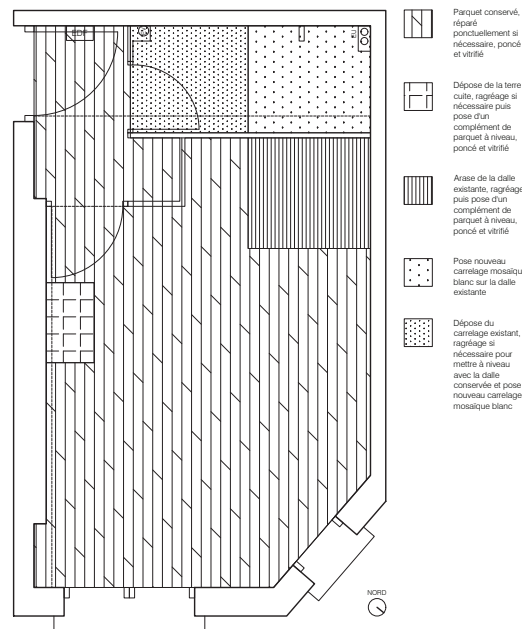 EDF
EU
Parquet conservé,
réparé
ponctuellement si
nécessaire, poncé
et vitrifié
Dépose de la terre
cuite, ragréage si
nécessaire puis
pose d'un
complément de
parquet à niveau,
poncé et vitrifié
Arase de la dalle
existante, ragréage
puis pose d'un
complément de
parquet à niveau,
poncé et vitrifié
Pose nouveau
carrelage mosaïque
blanc sur la dalle
existante
Dépose du
carrelage existant,
ragréage si
nécessaire pour
mettre à niveau
avec la dalle
conservée et pose
nouveau carrelage
mosaïque blanc
NORD